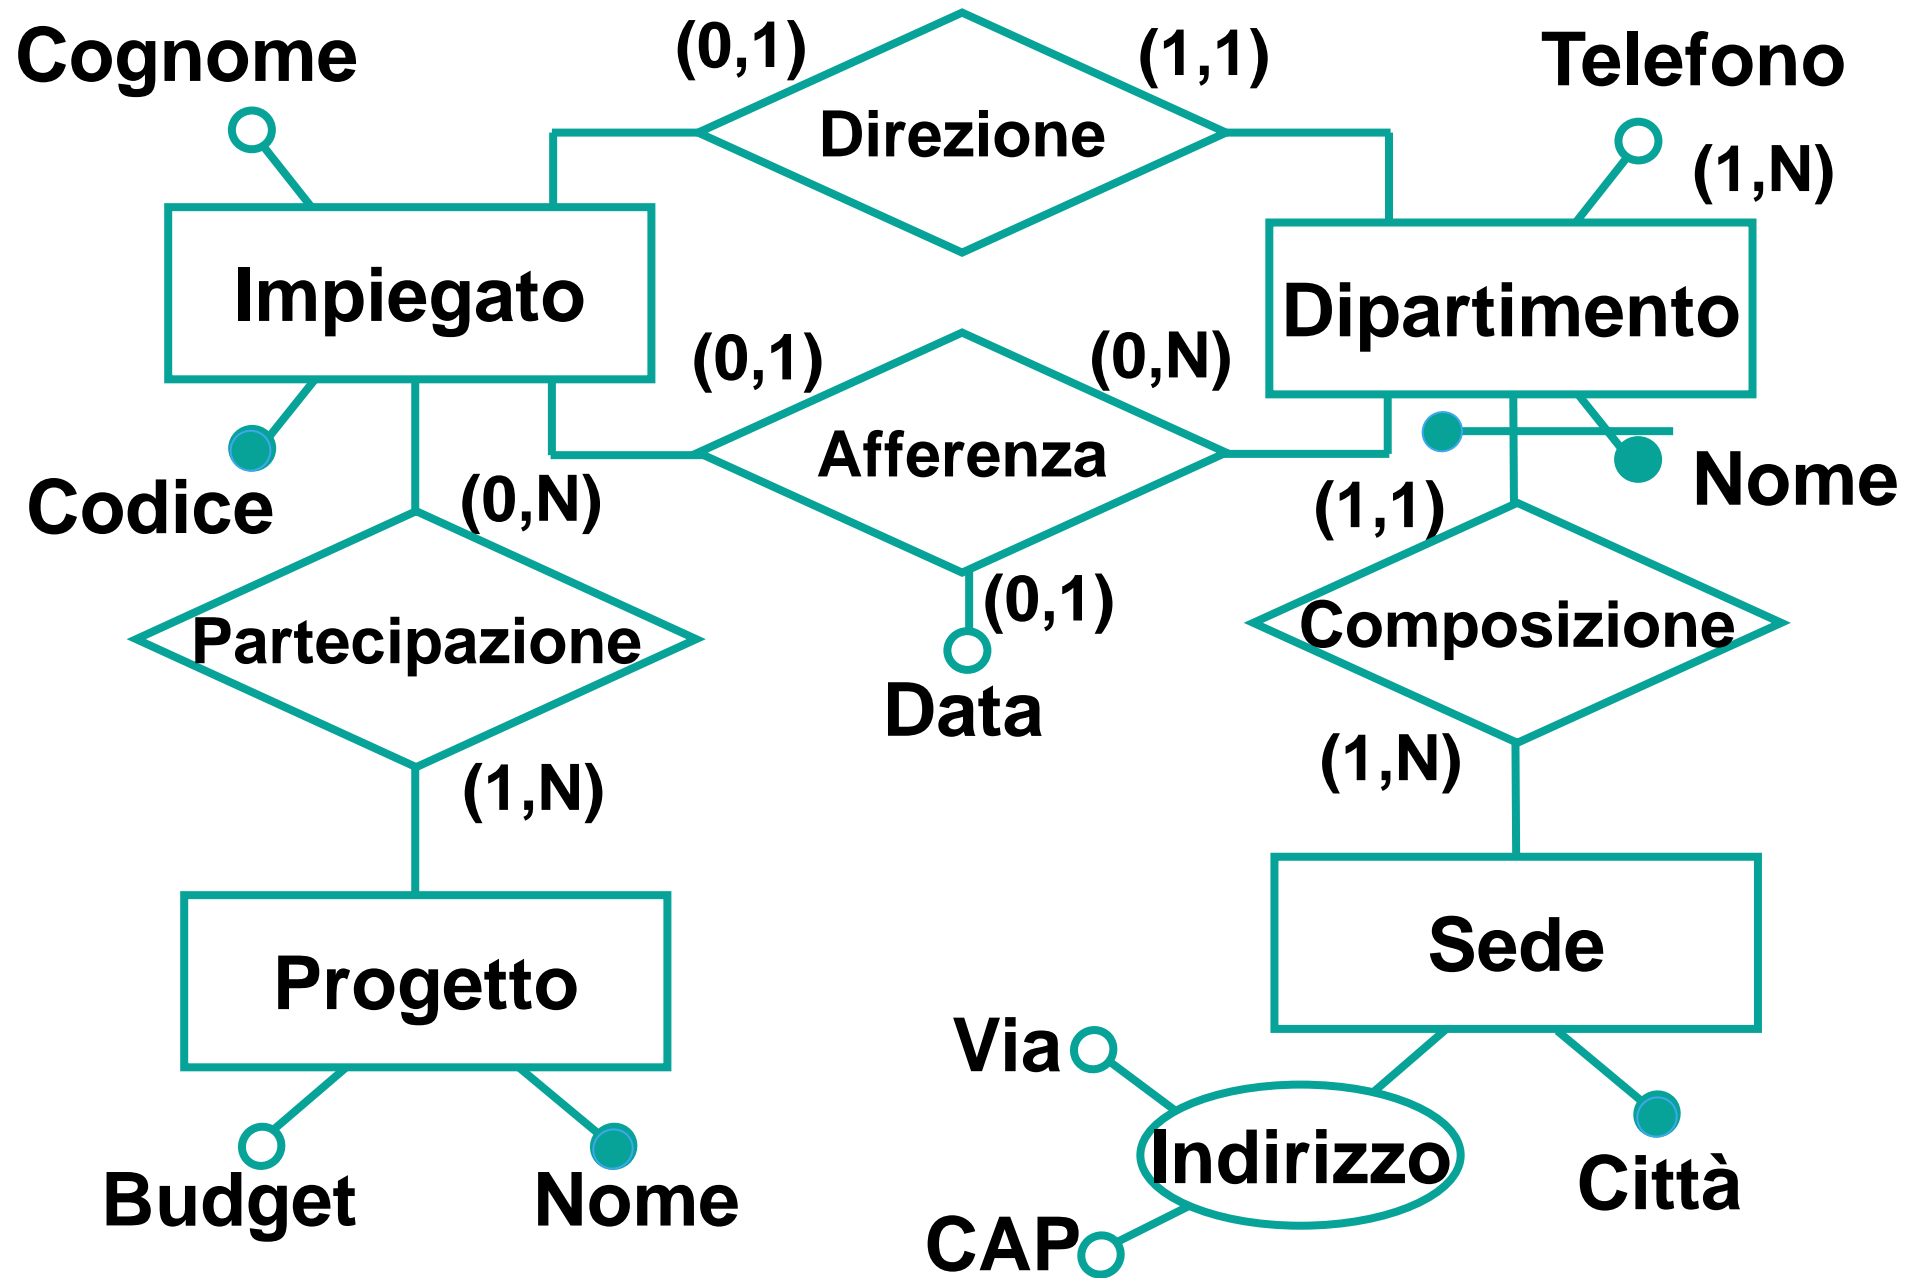 Cognome
(0,1)
(1,1)
Telefono
Direzione
(1,N)
Impiegato
Dipartimento
(0,1)
(0,N)
Afferenza
Codice
(0,N)
(1,1)
Nome
(0,1)
Partecipazione
Composizione
Data
(1,N)
(1,N)
Progetto
Sede
Via
Indirizzo
Città
Budget
Nome
CAP